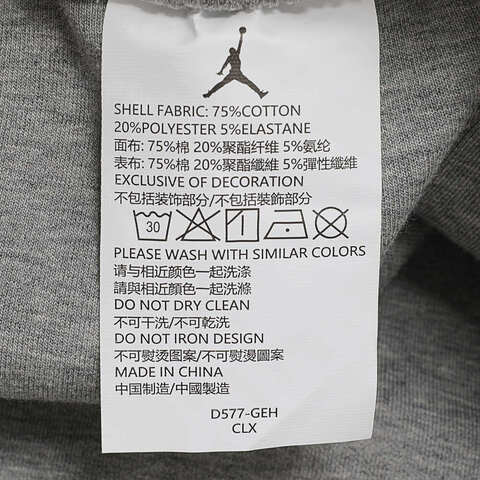 SHELL FABRIC: 75%COTTON
20%POLYESTER 5%ELASTANE
面布: 75%棉 20%聚酯纤维 5%氨纶
表布: 75%棉 20%聚酯纖維 5%彈性纖維
EXCLUSIVE OF DECORATION
不包括装饰部分/不包括裝飾部分
30
PLEASE WASH WITH SIMILAR COLORS
请与相近颜色一起洗涤
請與相近顏色一起洗滌
DO NOT DRY CLEAN
不可干洗/不可乾洗
DO NOT IRON DESIGN
不可熨烫图案/不可熨燙圖案
MADE IN CHINA
中国制造/中國製造
D577-GEH
CLX